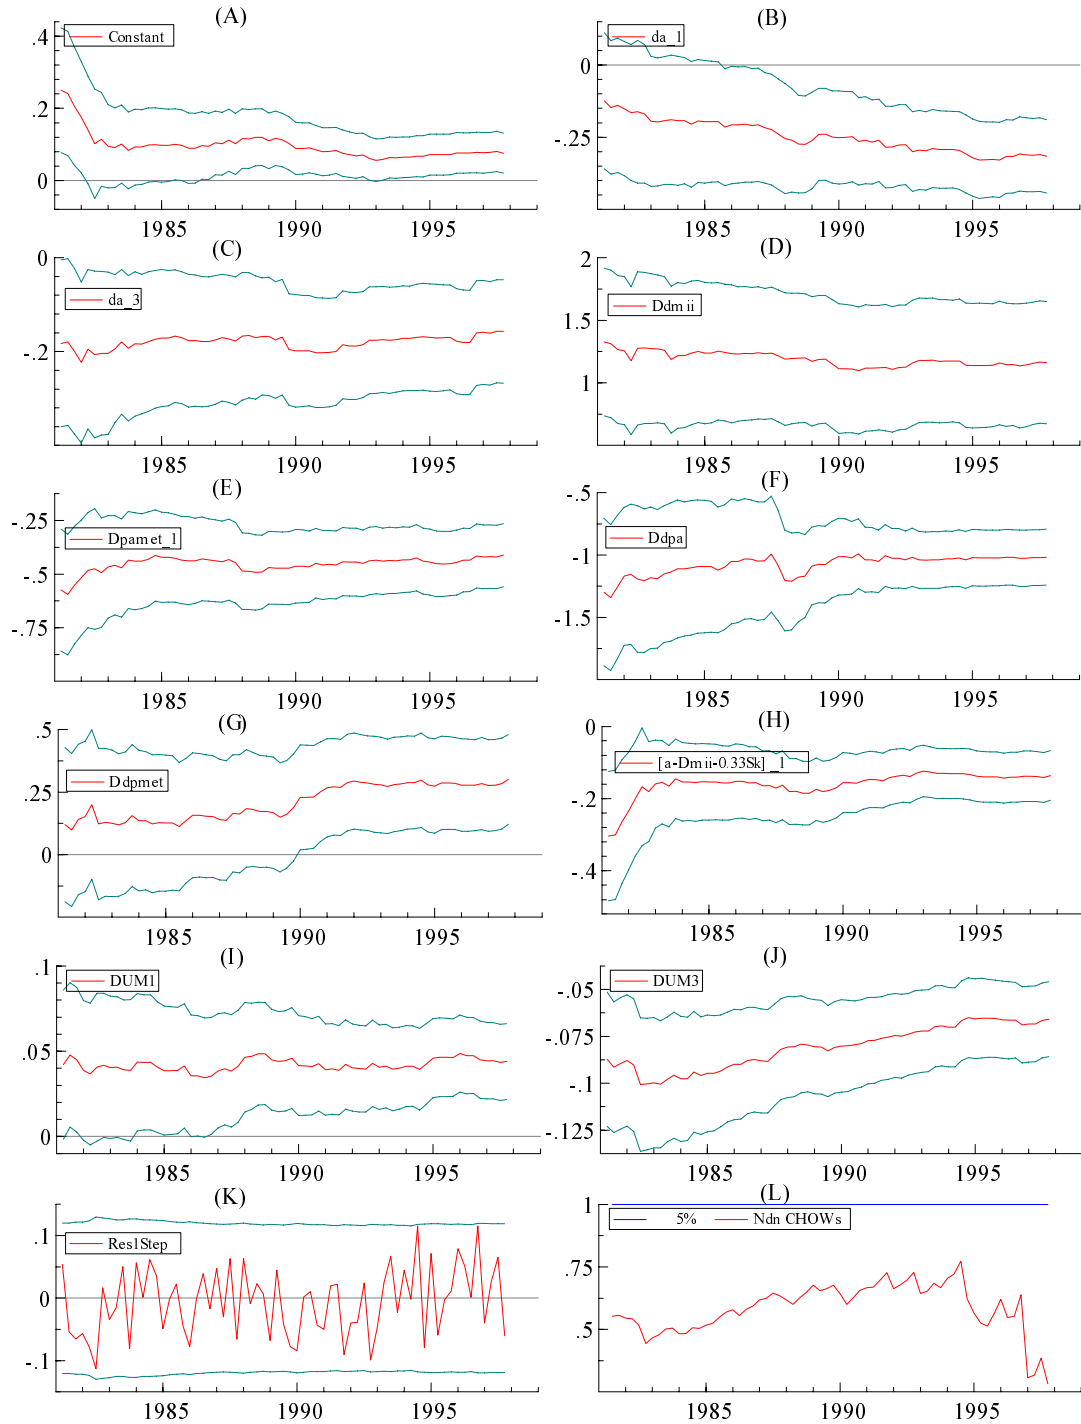 (A)
Constant
.4
.2
0
1985 1990 1995
(B)
da_1
0
-.25
1985 1990 1995
(C)
da_3
0
-.2
1985 1990 1995
(D)
Ddmii
2
1.5
1
1985 1990 1995
(E)
Dpamet_1
-.25
-.5
-.75
1985 1990 1995
(F)
Ddpa
-.5
-1
-1.5
1985 1990 1995
(G)
Ddpmet
.5
.25
0
1985 1990 1995
(H)
[a-Dmii-0.33Sk]_1
0
-.2
-.4
1985 1990 1995
(I)
DUM1
.1
.05
0
1985 1990 1995
(J)
DUM3
-.05
-.075
-.1
-.125
1985 1990 1995
(K)
Res1Step
.1
0
-.1
1985 1990 1995
(L)
5% Ndn CHOWs
1
.75
.5
1985 1990 1995